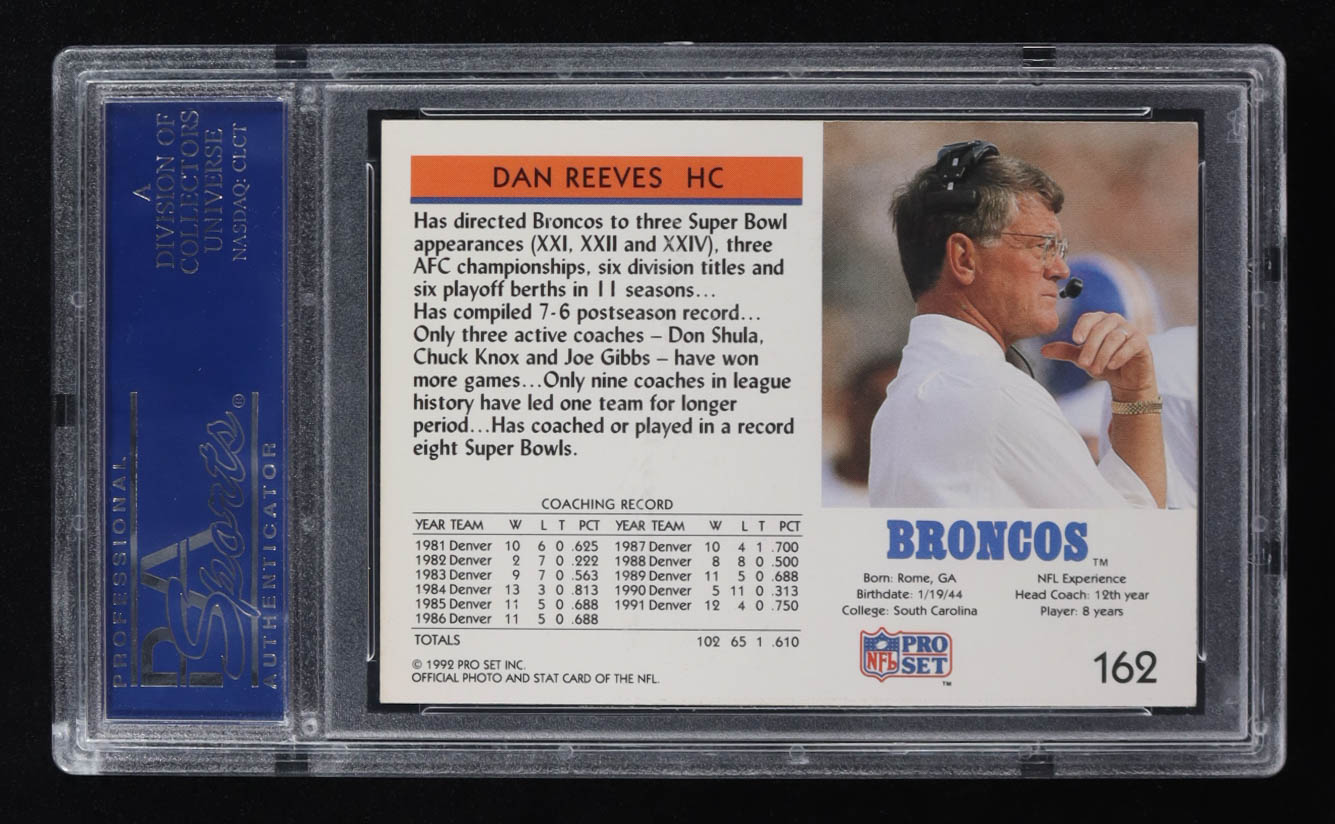 A
DIVISION OF
COLLECTORS
UNIVERSE
NASDAQ: CLCT
PROFESSIONAL
PSA
Sports®
AUTHENTICATOR
DAN REEVES HC
Has directed Broncos to three Super Bowl
appearances (XXI, XXII and XXIV), three
AFC championships, six division titles and
six playoff berths in 11 seasons...
Has compiled 7-6 postseason record...
Only three active coaches – Don Shula,
Chuck Knox and Joe Gibbs – have won
more games...Only nine coaches in league
history have led one team for longer
period...Has coached or played in a record
eight Super Bowls.
COACHING RECORD
YEAR TEAM W L T PCT YEAR TEAM W L T PCT
1981 Denver 10 6 0 .625 1987 Denver 10 4 1 .700
1982 Denver 2 7 0 .222 1988 Denver 8 8 0 .500
1983 Denver 9 7 0 .563 1989 Denver 11 5 0 .688
1984 Denver 13 3 0 .813 1990 Denver 5 11 0 .313
1985 Denver 11 5 0 .688 1991 Denver 12 4 0 .750
1986 Denver 11 5 0 .688
TOTALS 102 65 1 .610
© 1992 PRO SET INC.
OFFICIAL PHOTO AND STAT CARD OF THE NFL.
BRONCOS™
Born: Rome, GA
Birthdate: 1/19/44
College: South Carolina
NFL Experience
Head Coach: 12th year
Player: 8 years
NFL PRO SET™
162